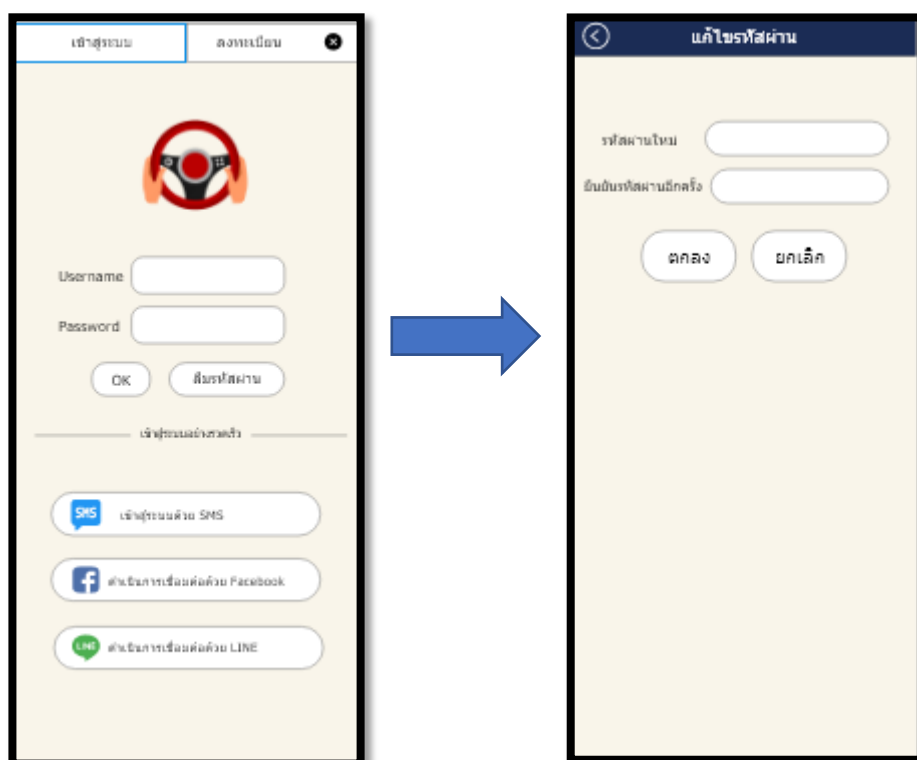 เข้าสู่ระบบ ลงทะเบียน
Username
Password
OK ลืมรหัสผ่าน
เข้าสู่ระบบอย่างรวดเร็ว
SMS เข้าสู่ระบบด้วย SMS
ดำเนินการเชื่อมต่อด้วย Facebook
LINE ดำเนินการเชื่อมต่อด้วย LINE
แก้ไขรหัสผ่าน
รหัสผ่านใหม่
ยืนยันรหัสผ่านอีกครั้ง
ตกลง ยกเลิก